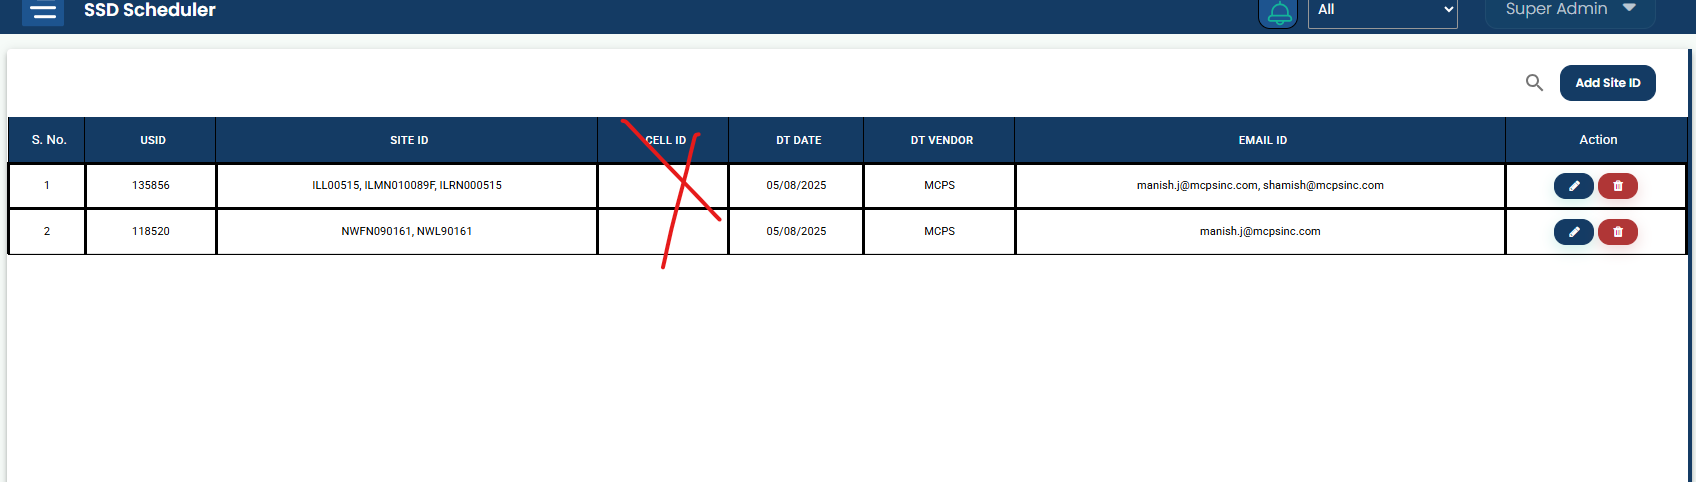 SSD Scheduler All Super Admin
Add Site ID
S. No. USID SITE ID CELL ID DT DATE DT VENDOR EMAIL ID Action
1 135856 ILL00515, ILMN010089F, ILRN000515 05/08/2025 MCPS manish.j@mcpsinc.com, shamish@mcpsinc.com
2 118520 NWFN090161, NWL90161 05/08/2025 MCPS manish.j@mcpsinc.com